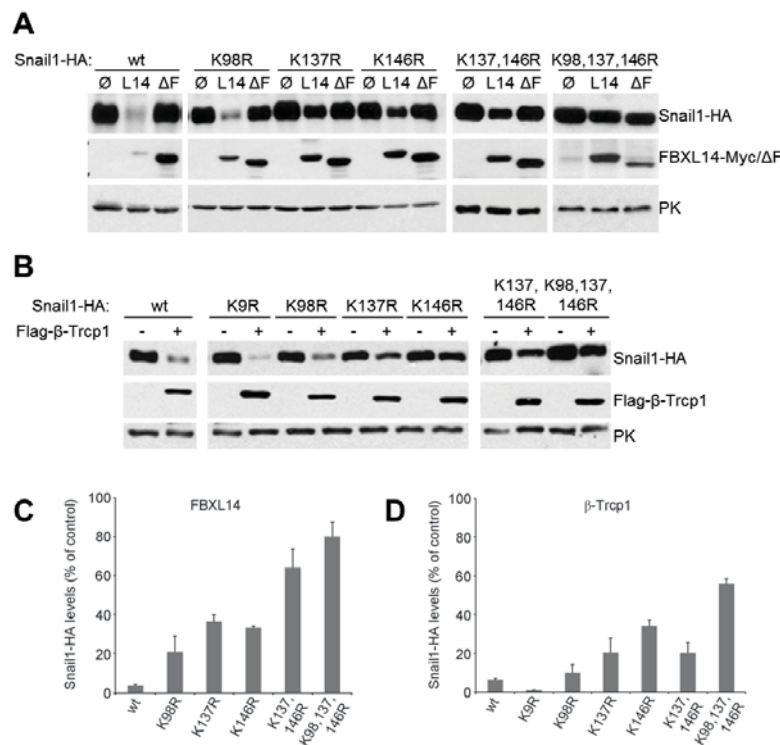 A
Snail1-HA: wt K98R K137R K146R K137,146R K98,137,146R
Ø L14 ΔF Ø L14 ΔF Ø L14 ΔF Ø L14 ΔF Ø L14 ΔF Ø L14 ΔF
Snail1-HA
FBXL14-Myc/ΔF
PK
B
K137, K98,137,
Snail1-HA: wt K9R K98R K137R K146R 146R 146R
Flag-β-Trcp1 - + - + - + - + - + - + - +
Snail1-HA
Flag-β-Trcp1
PK
C
FBXL14
Snail1-HA levels (% of control)
100
80
60
40
20
0
wt
K98R
K137R
K146R
K137,
146R
K98,137,
146R
D
β-Trcp1
Snail1-HA levels (% of control)
100
80
60
40
20
0
wt
K9R
K98R
K137R
K146R
K137,
146R
K98,137,
146R